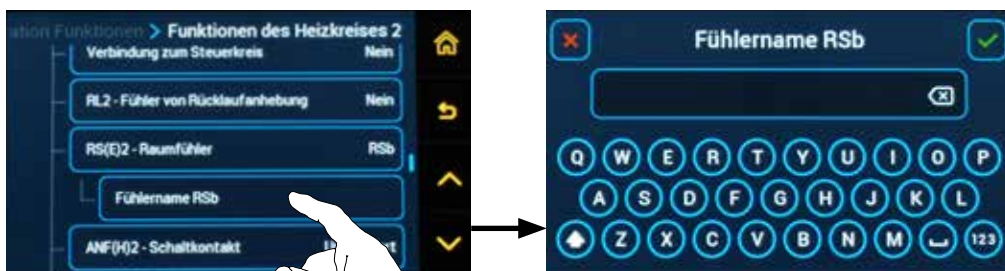 Funktionen > Funktionen des Heizkreises 2
Verbindung zum Steuerkreis Nein
RL2 - Fühler von Rücklaufanhebung Nein
RS(E)2 - Raumfühler RSb
Fühlername RSb
ANF(H)2 - Schaltkontakt
Fühlername RSb
Q W E R T Y U I O P
A S D F G H J K L
Z X C V B N M 123